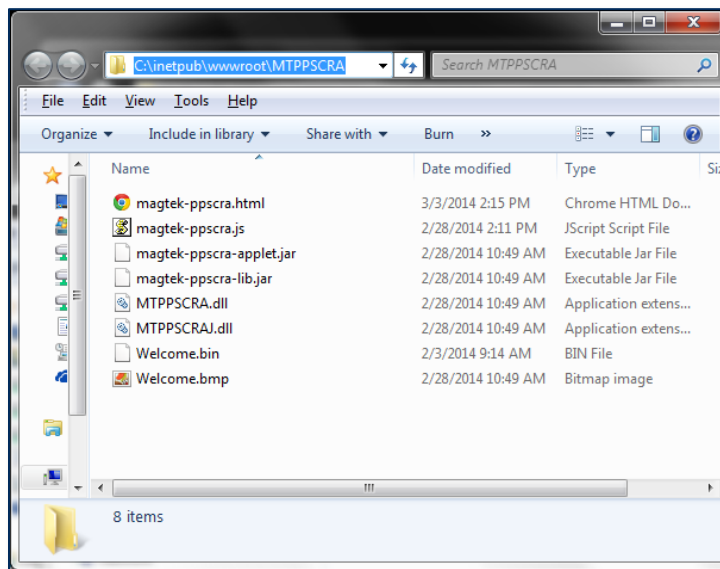 C:\inetpub\wwwroot\MTPPSCRA Search MTPPSCRA
File Edit View Tools Help
Organize Include in library Share with Burn »
Name Date modified Type Si
magtek-ppscra.html 3/3/2014 2:15 PM Chrome HTML Do...
magtek-ppscra.js 2/28/2014 2:11 PM JScript Script File
magtek-ppscra-applet.jar 2/28/2014 10:49 AM Executable Jar File
magtek-ppscra-lib.jar 2/28/2014 10:49 AM Executable Jar File
MTPPSCRA.dll 2/28/2014 10:49 AM Application extens...
MTPPSCRAJ.dll 2/28/2014 10:49 AM Application extens...
Welcome.bin 2/3/2014 9:14 AM BIN File
Welcome.bmp 2/28/2014 10:49 AM Bitmap image
8 items